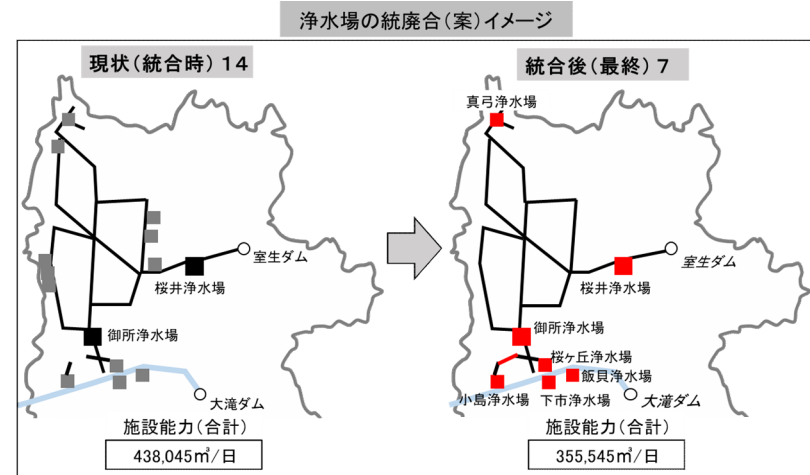 浄水場の統廃合（案）イメージ
現状（統合時）１４
室生ダム
桜井浄水場
御所浄水場
大滝ダム
施設能力（合計）
438,045㎥/日
統合後（最終）７
真弓浄水場
室生ダム
桜井浄水場
御所浄水場
桜ヶ丘浄水場
飯貝浄水場
小島浄水場
下市浄水場
大滝ダム
施設能力（合計）
355,545㎥/日